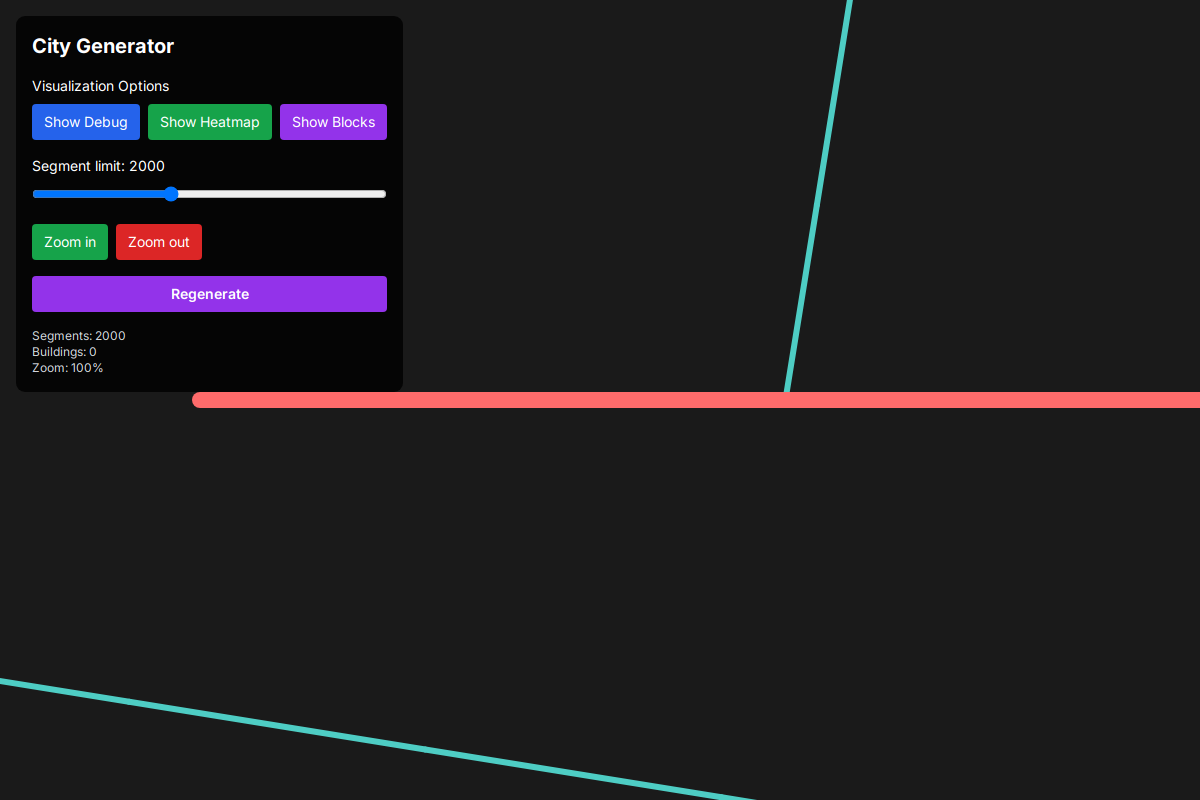 City Generator
Visualization Options
Show Debug Show Heatmap Show Blocks
Segment limit: 2000
Zoom in Zoom out
Regenerate
Segments: 2000
Buildings: 0
Zoom: 100%